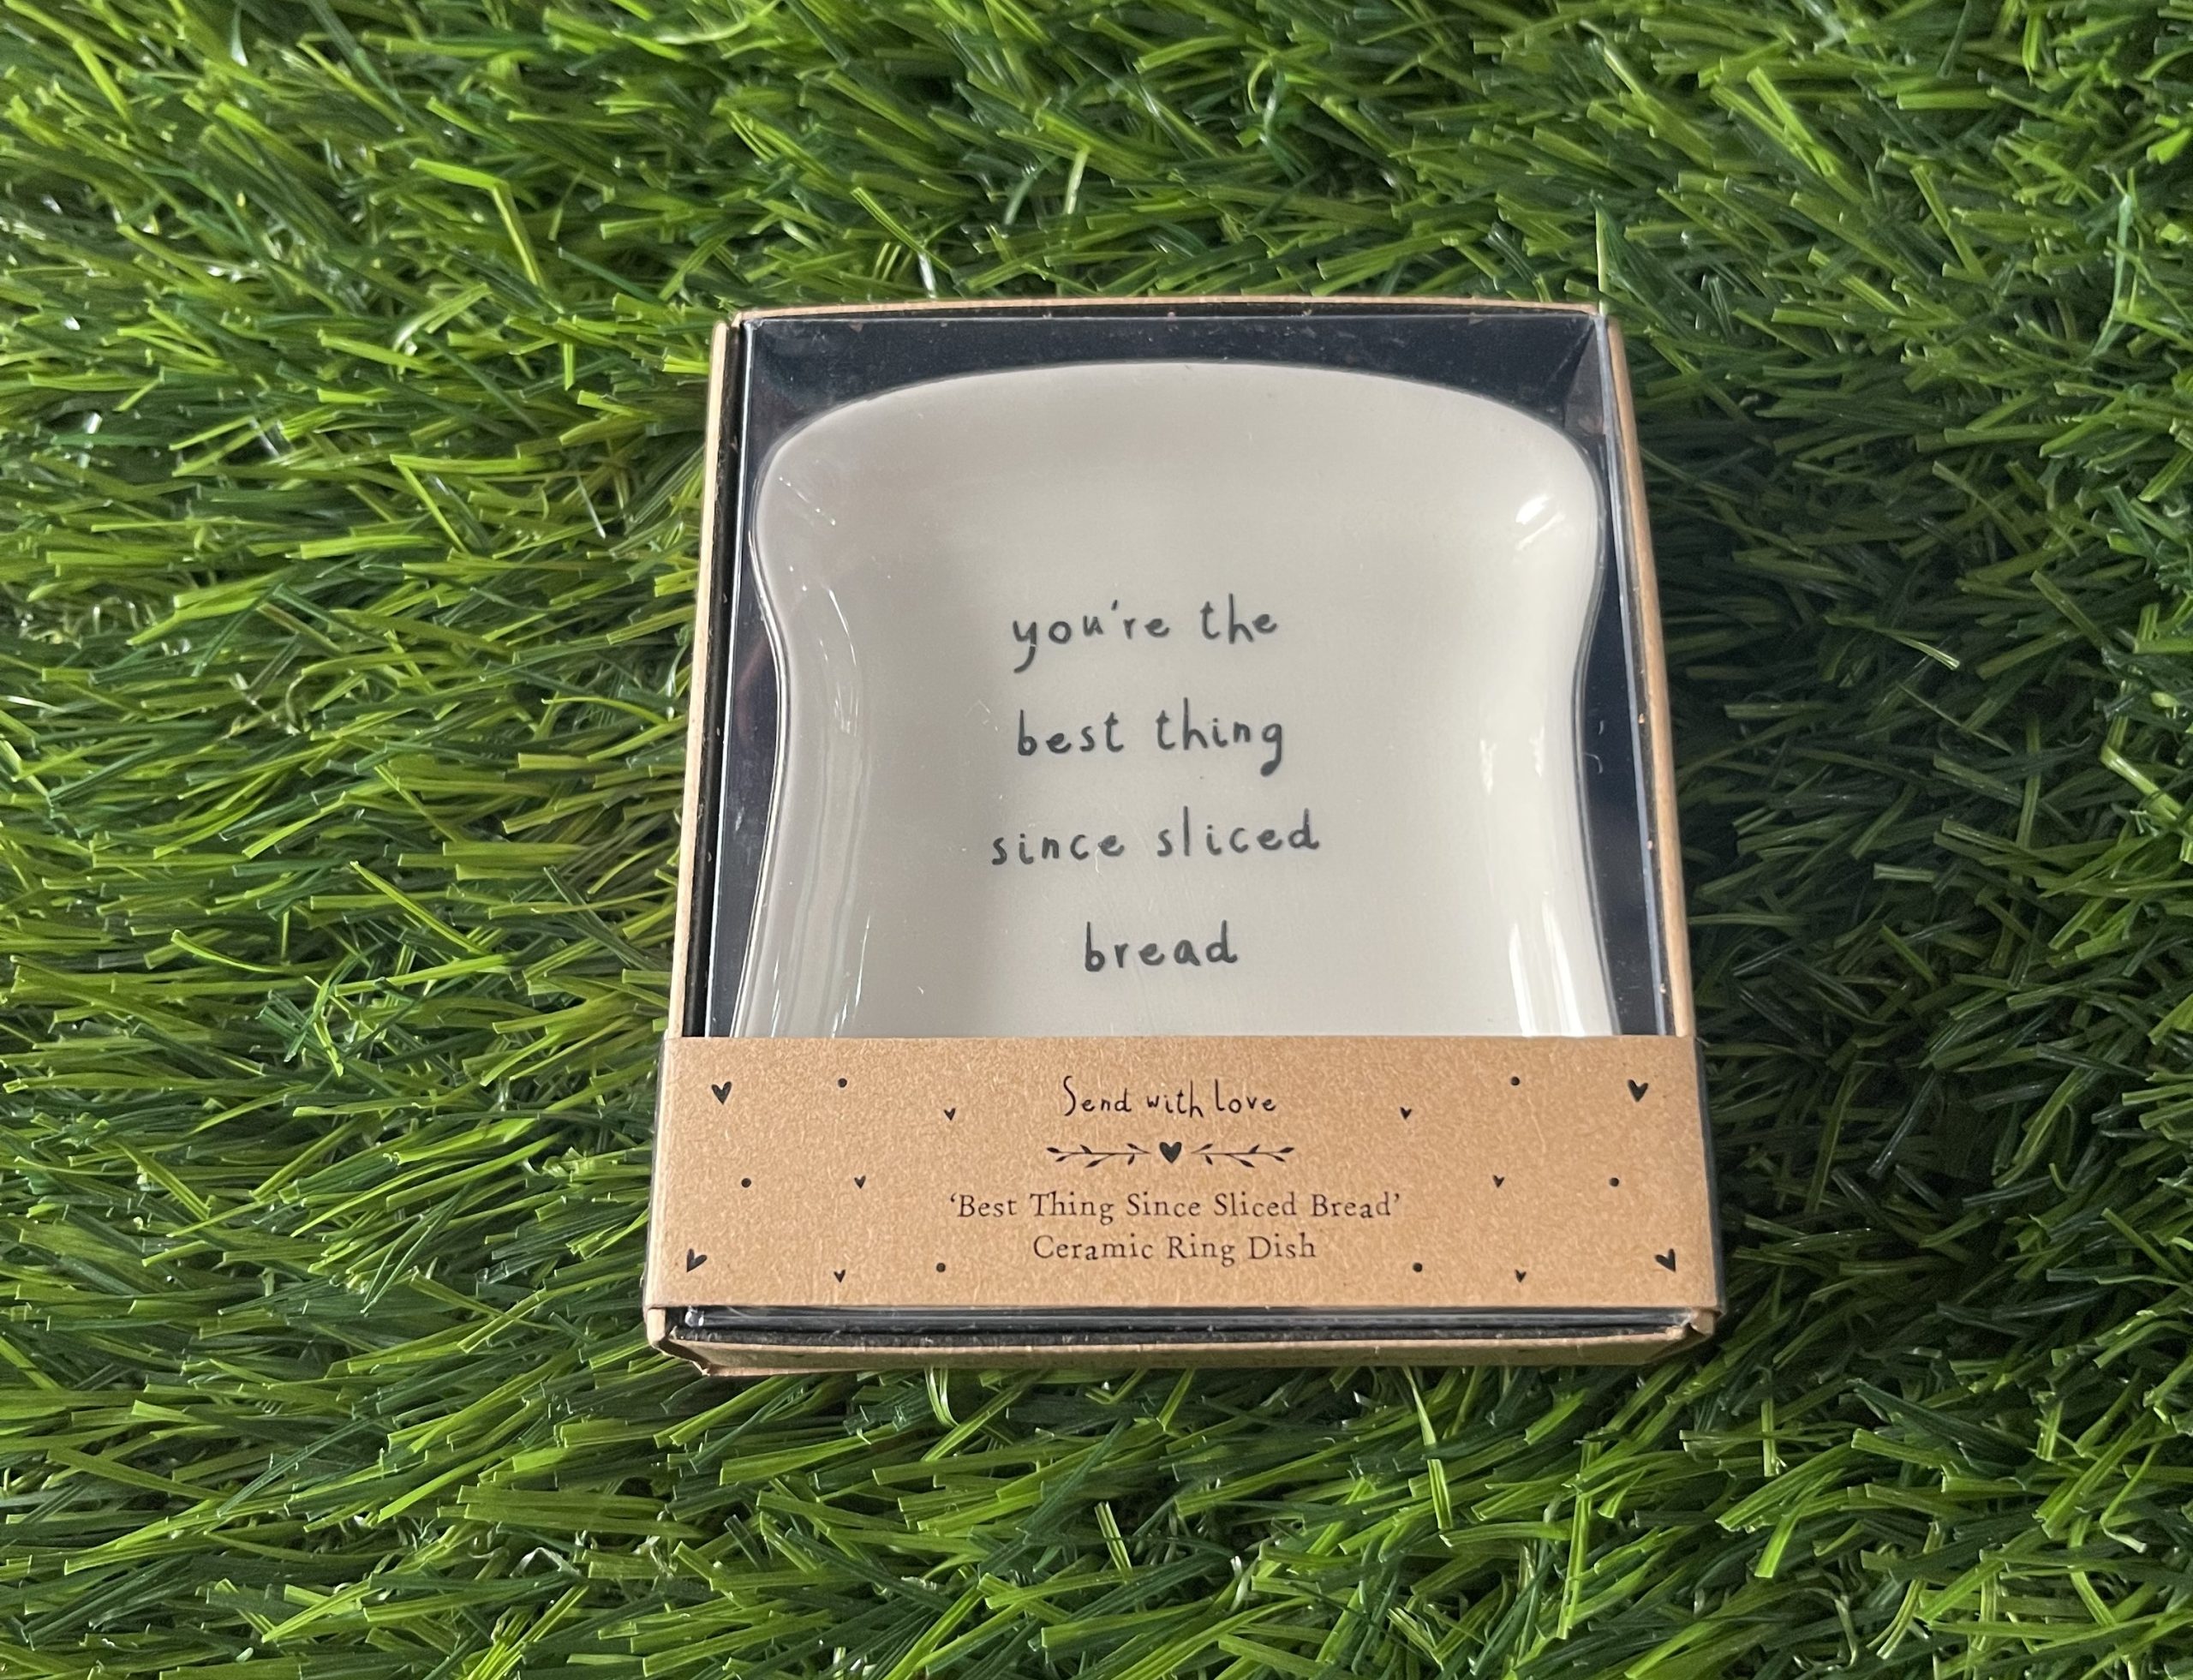 you're the
best thing
since sliced
bread
Send with love
‘Best Thing Since Sliced Bread’
Ceramic Ring Dish